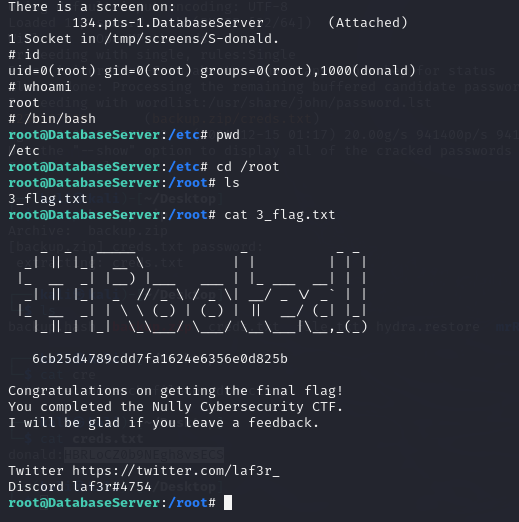 There is a screen on:
134.pts-1.DatabaseServer (Attached)
1 Socket in /tmp/screens/S-donald.
# id
uid=0(root) gid=0(root) groups=0(root),1000(donald)
# whoami
root
# /bin/bash
root@DatabaseServer:/etc# pwd
/etc
root@DatabaseServer:/etc# cd /root
root@DatabaseServer:/root# ls
3_flag.txt
root@DatabaseServer:/root# cat 3_flag.txt
#Rooted!
6cb25d4789cdd7fa1624e6356e0d825b
Congratulations on getting the final flag!
You completed the Nully Cybersecurity CTF.
I will be glad if you leave a feedback.
creds.txt
donald:
Twitter https://twitter.com/laf3r_
Discord laf3r#4754
root@DatabaseServer:/root#